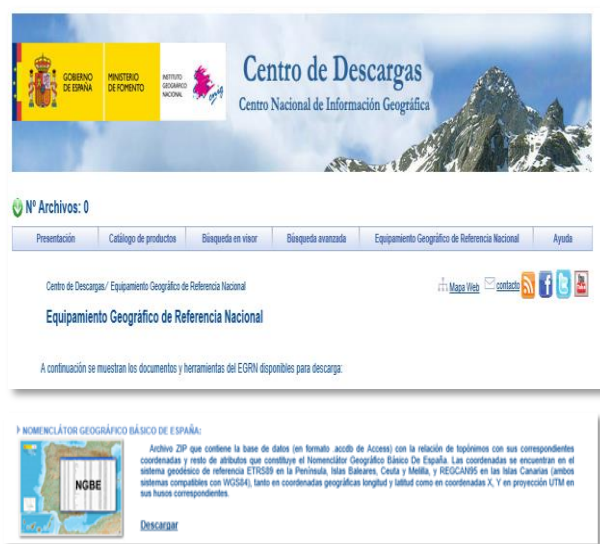 GOBIERNO
DE ESPAÑA
MINISTERIO
DE FOMENTO
INSTITUTO
GEOGRÁFICO
NACIONAL
cnig
Centro de Descargas
Centro Nacional de Información Geográfica
Nº Archivos: 0
Presentación Catálogo de productos Búsqueda en visor Búsqueda avanzada Equipamiento Geográfico de Referencia Nacional Ayuda
Centro de Descargas/ Equipamiento Geográfico de Referencia Nacional Mapa Web contacto
Equipamiento Geográfico de Referencia Nacional
A continuación se muestran los documentos y herramientas del EGRN disponibles para descarga:
NOMENCLÁTOR GEOGRÁFICO BÁSICO DE ESPAÑA:
Archivo ZIP que contiene la base de datos (en formato .accdb de Access) con la relación de topónimos con sus correspondientes
coordenadas y resto de atributos que constituye el Nomenclátor Geográfico Básico De España. Las coordenadas se encuentran en el
sistema geodésico de referencia ETRS89 en la Península, Islas Baleares, Ceuta y Melilla, y REGCAN95 en las Islas Canarias (ambos
sistemas compatibles con WGS84), tanto en coordenadas geográficas longitud y latitud como en coordenadas X, Y en proyección UTM en
sus husos correspondientes.
NGBE
Descargar